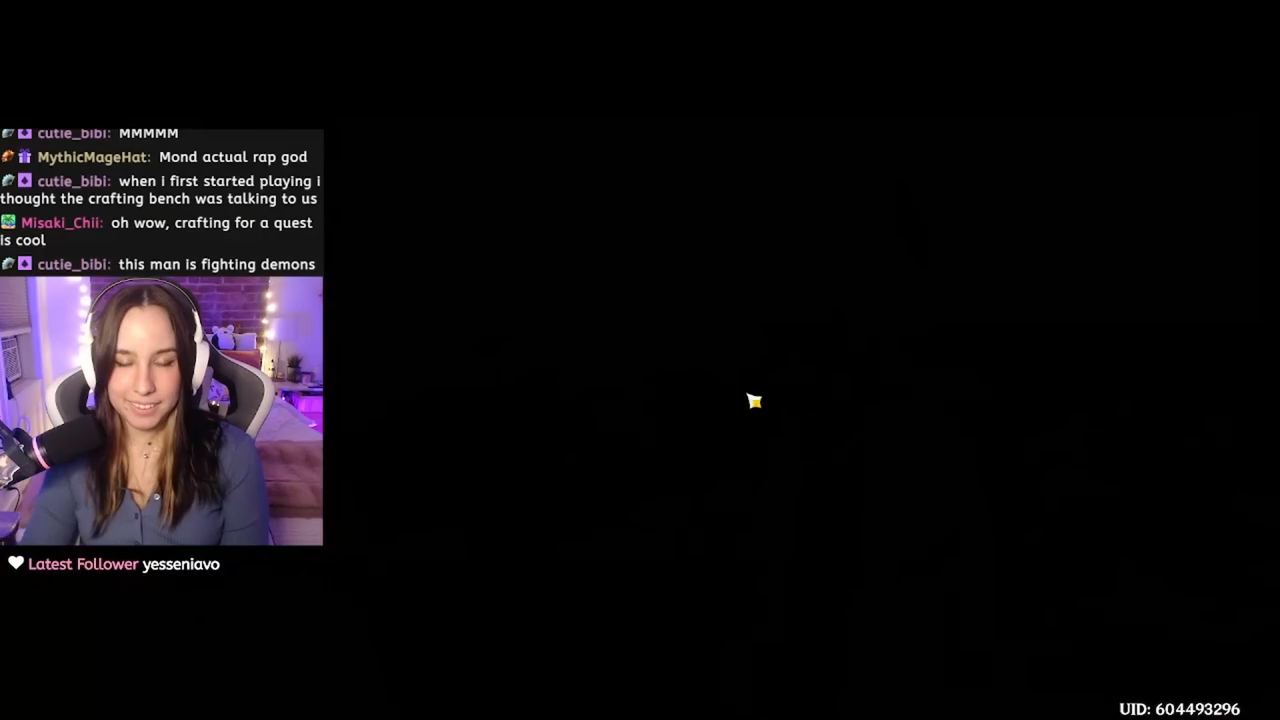 cutie_bibi: MMMMM
MythicMageHat: Mond actual rap god
cutie_bibi: when i first started playing i
thought the crafting bench was talking to us
Misaki_Chii: oh wow, crafting for a quest
is cool
cutie_bibi: this man is fighting demons
Latest Follower yesseniavo
UID: 604493296